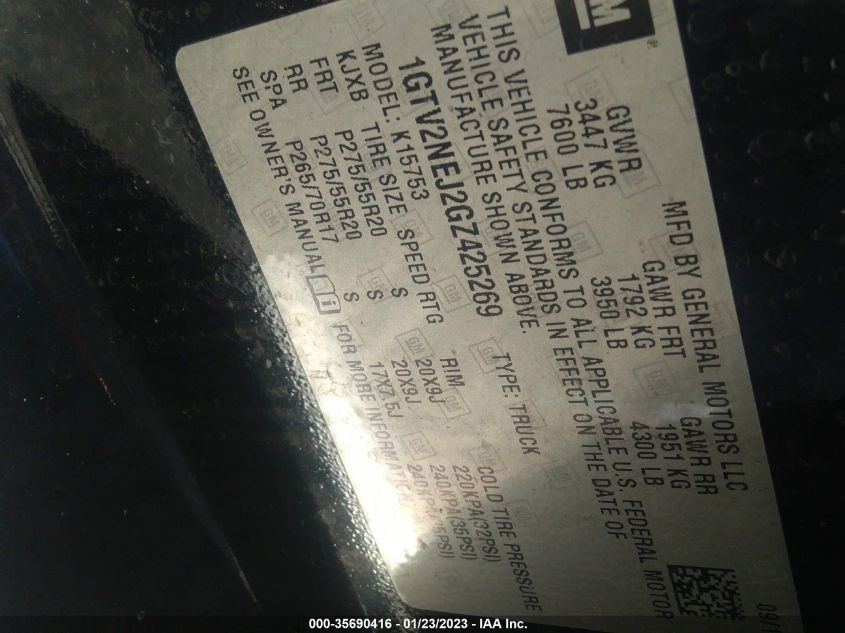 GM
MFD BY GENERAL MOTORS LLC
GVWR GAWR FRT GAWR RR
3447 KG 1792 KG 1951 KG
7600 LB 3950 LB 4300 LB
THIS VEHICLE CONFORMS TO ALL APPLICABLE U.S. FEDERAL MOTOR
VEHICLE SAFETY STANDARDS IN EFFECT ON THE DATE OF
MANUFACTURE SHOWN ABOVE.
1GTV2NEJ2GZ425269 TYPE: TRUCK
MODEL: K15753
KJXB TIRE SIZE SPEED RTG RIM COLD TIRE PRESSURE
FRT P275/55R20 S 20X9J 220KPA(32PSI)
RR P275/55R20 S 20X9J 240KPA(35PSI)
SPA P265/70R17 S 17X7.5J 240KPA(35PSI)
SEE OWNER'S MANUAL i FOR MORE INFORMATION
000-35690416 - 01/23/2023 - IAA Inc.